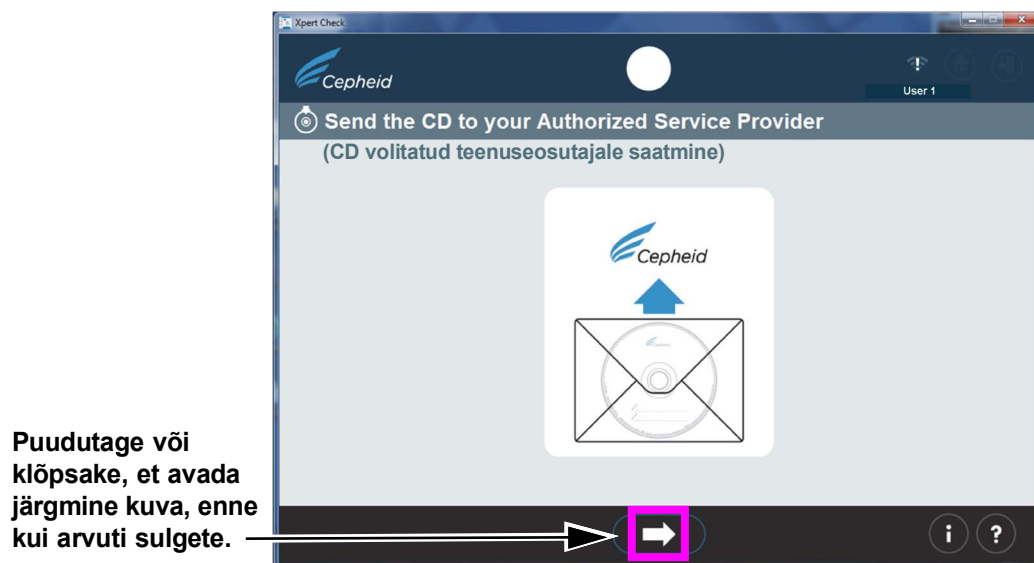 Xpert Check
Cepheid
User 1
Send the CD to your Authorized Service Provider
(CD volitatud teenuseosutajale saatmine)
Cepheid
Cepheid
Puudutage või
klõpsake, et avada
järgmine kuva, enne
kui arvuti sulgete.
i ?